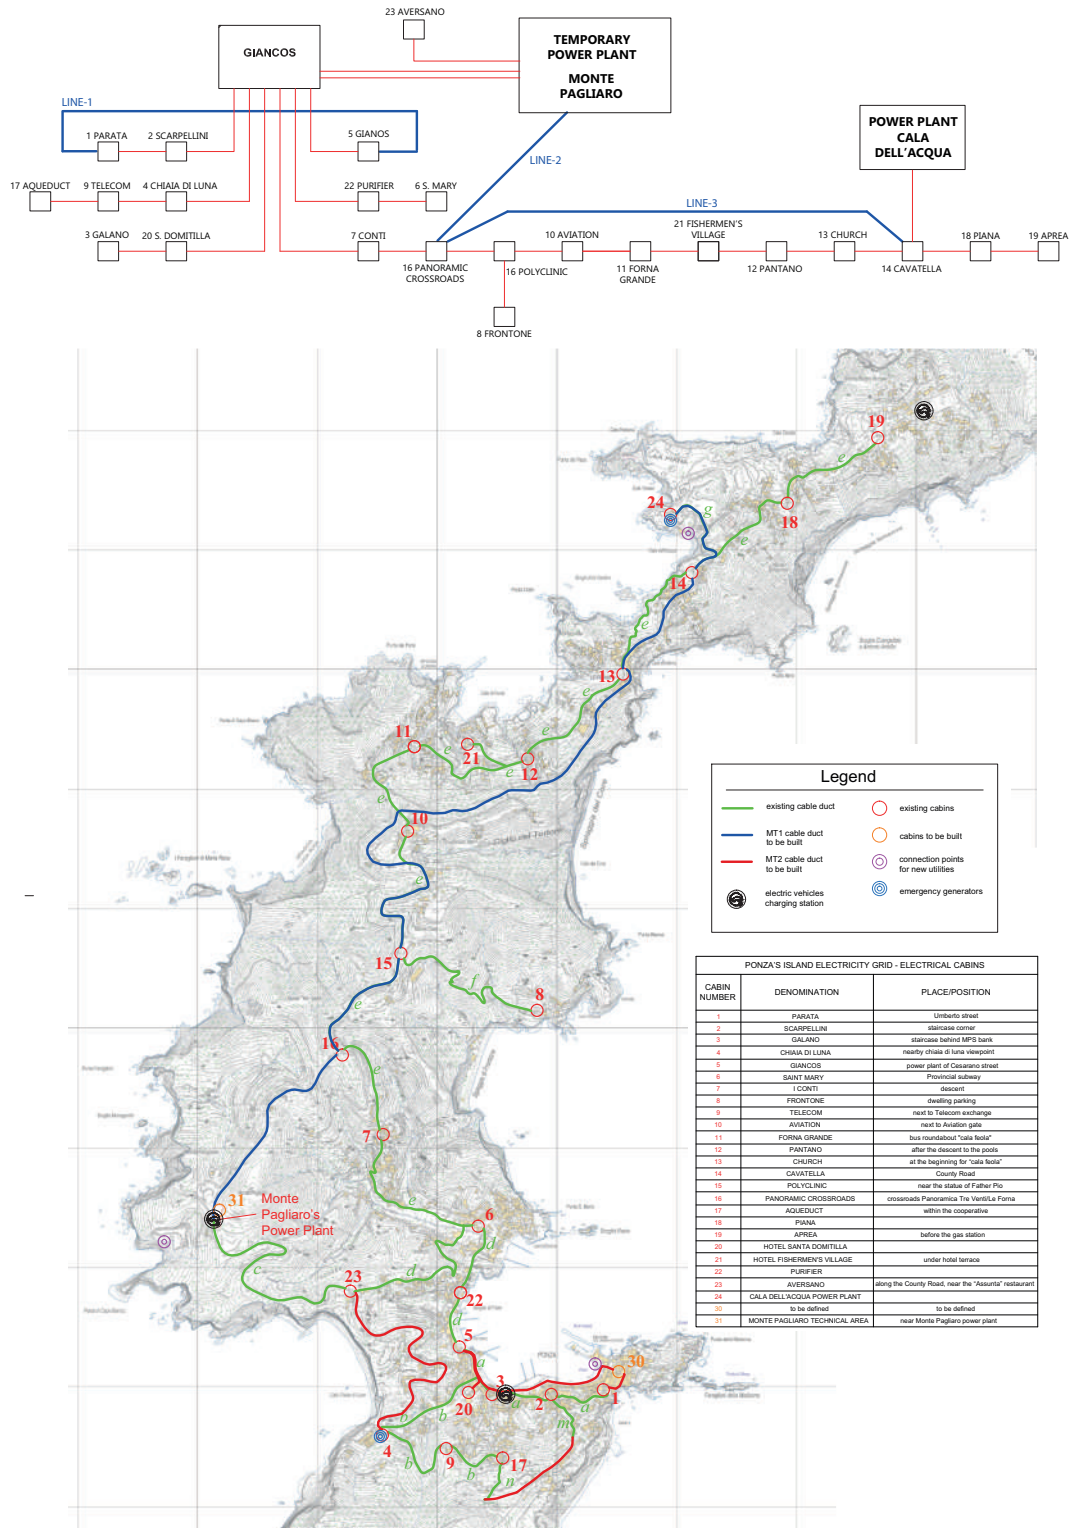 23 AVERSANO
GIANCOS
TEMPORARY
POWER PLANT
MONTE
PAGLIARO
LINE-1
POWER PLANT
CALA
DELL'ACQUA
1 PARATA
2 SCARPELLINI
5 GIANOS
LINE-2
17 AQUEDUCT
9 TELECOM
4 CHIAIA DI LUNA
22 PURIFIER
6 S. MARY
LINE-3
3 GALANO
20 S. DOMITILLA
7 CONTI
16 PANORAMIC
CROSSROADS
16 POLYCLINIC
10 AVIATION
11 FORNA
GRANDE
21 FISHERMEN'S
VILLAGE
12 PANTANO
13 CHURCH
14 CAVATELLA
18 PIANA
19 APREA
8 FRONTONE
19
e
24
g
18
e
14
e
13
e
11
e
21
e
12
e
e
10
e
15
f
8
e
16
e
7
e
31
Monte
Pagliaro's
Power Plant
6
d
c
d
23
22
d
5
a
30
3
a
2
a
1
20
b
b
m
4
9
b
b
17
n
PONZA
Legend
existing cable duct
existing cabins
MT1 cable duct
to be built
cabins to be built
MT2 cable duct
to be built
connection points
for new utilities
electric vehicles
charging station
emergency generators
PONZA'S ISLAND ELECTRICITY GRID - ELECTRICAL CABINS
CABIN NUMBER DENOMINATION PLACE/POSITION
1 PARATA Umberto street
2 SCARPELLINI staircase corner
3 GALANO staircase behind MPS bank
4 CHIAIA DI LUNA nearby chiaia di luna viewpoint
5 GIANCOS power plant of Cesarano street
6 SAINT MARY Provincial subway
7 I CONTI descent
8 FRONTONE dwelling parking
9 TELECOM next to Telecom exchange
10 AVIATION next to Aviation gate
11 FORNA GRANDE bus roundabout "cala feola"
12 PANTANO after the descent to the pools
13 CHURCH at the beginning for "cala feola"
14 CAVATELLA County Road
15 POLYCLINIC near the statue of Father Pio
16 PANORAMIC CROSSROADS crossroads Panoramica Tre Venti/Le Forna
17 AQUEDUCT within the cooperative
18 PIANA
19 APREA before the gas station
20 HOTEL SANTA DOMITILLA
21 HOTEL FISHERMEN'S VILLAGE under hotel terrace
22 PURIFIER
23 AVERSANO along the County Road, near the "Assunta" restaurant
24 CALA DELL'ACQUA POWER PLANT
30 to be defined to be defined
31 MONTE PAGLIARO TECHNICAL AREA near Monte Pagliaro power plant